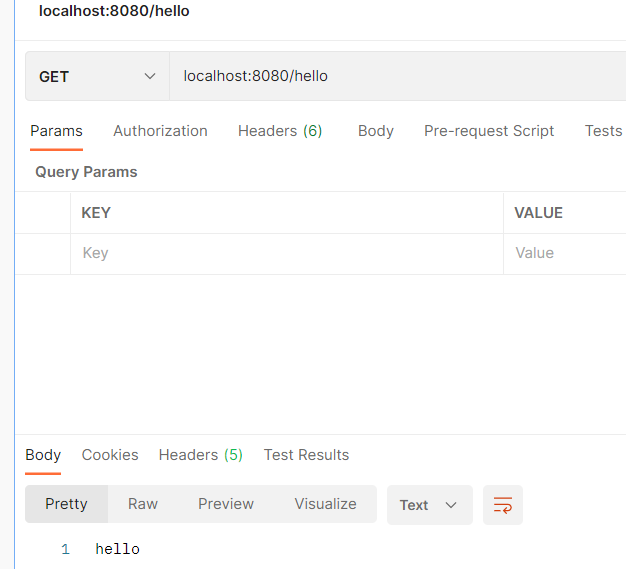 localhost:8080/hello
GET localhost:8080/hello
Params Authorization Headers (6) Body Pre-request Script Tests
Query Params
KEY VALUE
Key Value
Body Cookies Headers (5) Test Results
Pretty Raw Preview Visualize Text
1 hello